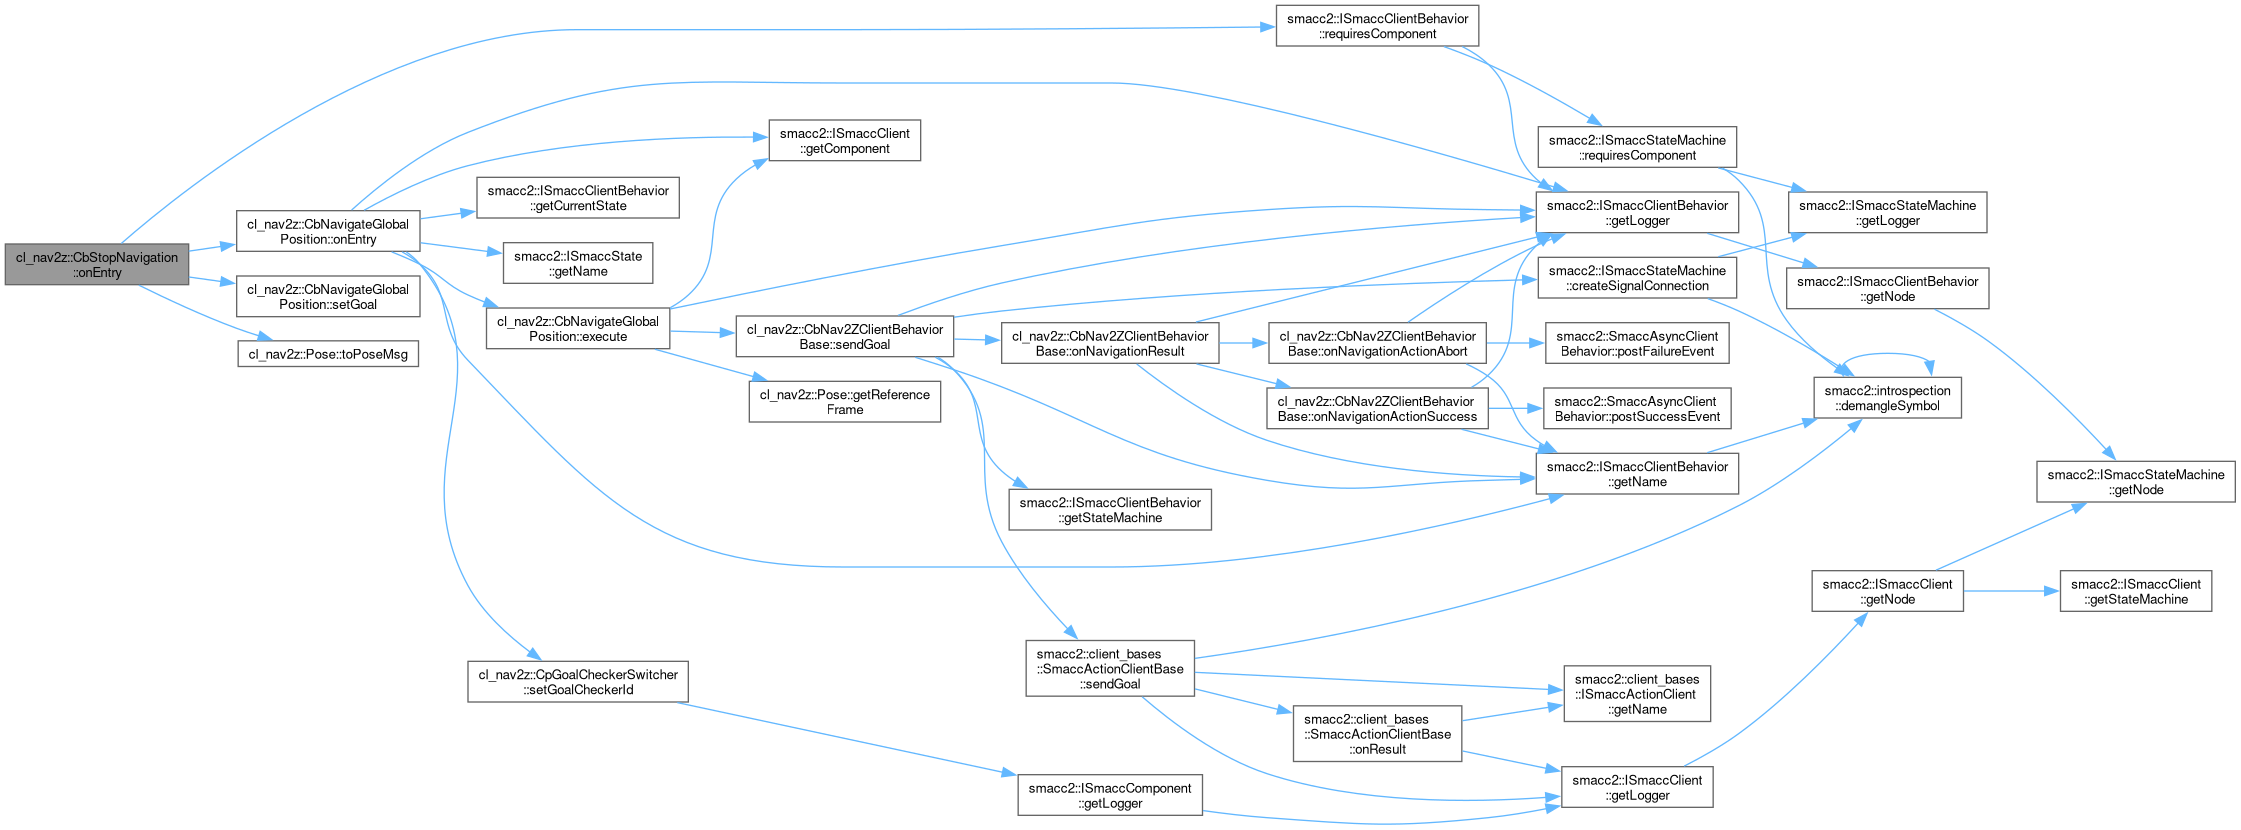 cl_nav2z::CbStopNavigation
::onEntry
cl_nav2z::CbNavigateGlobal
Position::onEntry
cl_nav2z::CbNavigateGlobal
Position::setGoal
cl_nav2z::Pose::toPoseMsg
smacc2::ISmaccClientBehavior
::getCurrentState
smacc2::ISmaccState
::getName
cl_nav2z::CbNavigateGlobal
Position::execute
cl_nav2z::CpGoalCheckerSwitcher
::setGoalCheckerId
smacc2::ISmaccClient
::getComponent
cl_nav2z::CbNav2ZClientBehavior
Base::sendGoal
cl_nav2z::Pose::getReference
Frame
cl_nav2z::CbNav2ZClientBehavior
Base::onNavigationResult
smacc2::ISmaccClientBehavior
::getStateMachine
smacc2::client_bases
::SmaccActionClientBase
::sendGoal
smacc2::ISmaccComponent
::getLogger
smacc2::ISmaccClientBehavior
::requiresComponent
cl_nav2z::CbNav2ZClientBehavior
Base::onNavigationActionAbort
cl_nav2z::CbNav2ZClientBehavior
Base::onNavigationActionSuccess
smacc2::client_bases
::SmaccActionClientBase
::onResult
smacc2::ISmaccStateMachine
::requiresComponent
smacc2::ISmaccClientBehavior
::getLogger
smacc2::ISmaccStateMachine
::createSignalConnection
smacc2::SmaccAsyncClient
Behavior::postFailureEvent
smacc2::SmaccAsyncClient
Behavior::postSuccessEvent
smacc2::ISmaccClientBehavior
::getName
smacc2::client_bases
::ISmaccActionClient
::getName
smacc2::ISmaccClient
::getLogger
smacc2::ISmaccStateMachine
::getLogger
smacc2::ISmaccClientBehavior
::getNode
smacc2::introspection
::demangleSymbol
smacc2::ISmaccClient
::getNode
smacc2::ISmaccStateMachine
::getNode
smacc2::ISmaccClient
::getStateMachine